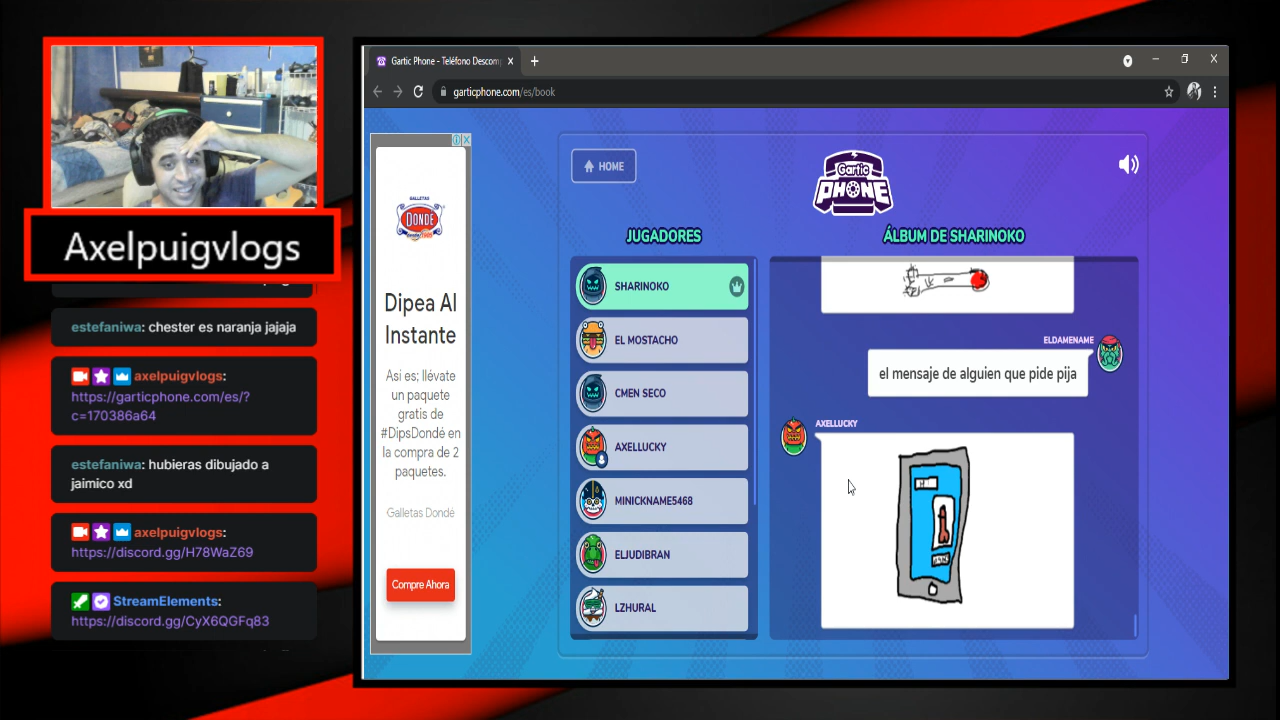 Axelpuigvlogs
estefaniwa: chester es naranja jajaja
axelpuigvlogs:
https://garticphone.com/es/?
c=170386a64
estefaniwa: hubieras dibujado a
jaimico xd
axelpuigvlogs:
https://discord.gg/H78WaZ69
StreamElements:
https://discord.gg/CyX6QGFq83
Gartic Phone - Teléfono Descomp
garticphone.com/es/book
GALLETAS
DONDE
Dipea Al
Instante
Asi es; llévate
un paquete
gratis de
#DipsDondé en
la compra de 2
paquetes.
Galletas Dondé
Compre Ahora
HOME
Gartic
PHONE
JUGADORES
SHARINOKO
EL MOSTACHO
CMEN SECO
AXELLUCKY
MINICKNAME5468
ELJUDIBRAN
LZHURAL
ÁLBUM DE SHARINOKO
ELDAMENAME
el mensaje de alguien que pide pija
AXELLUCKY